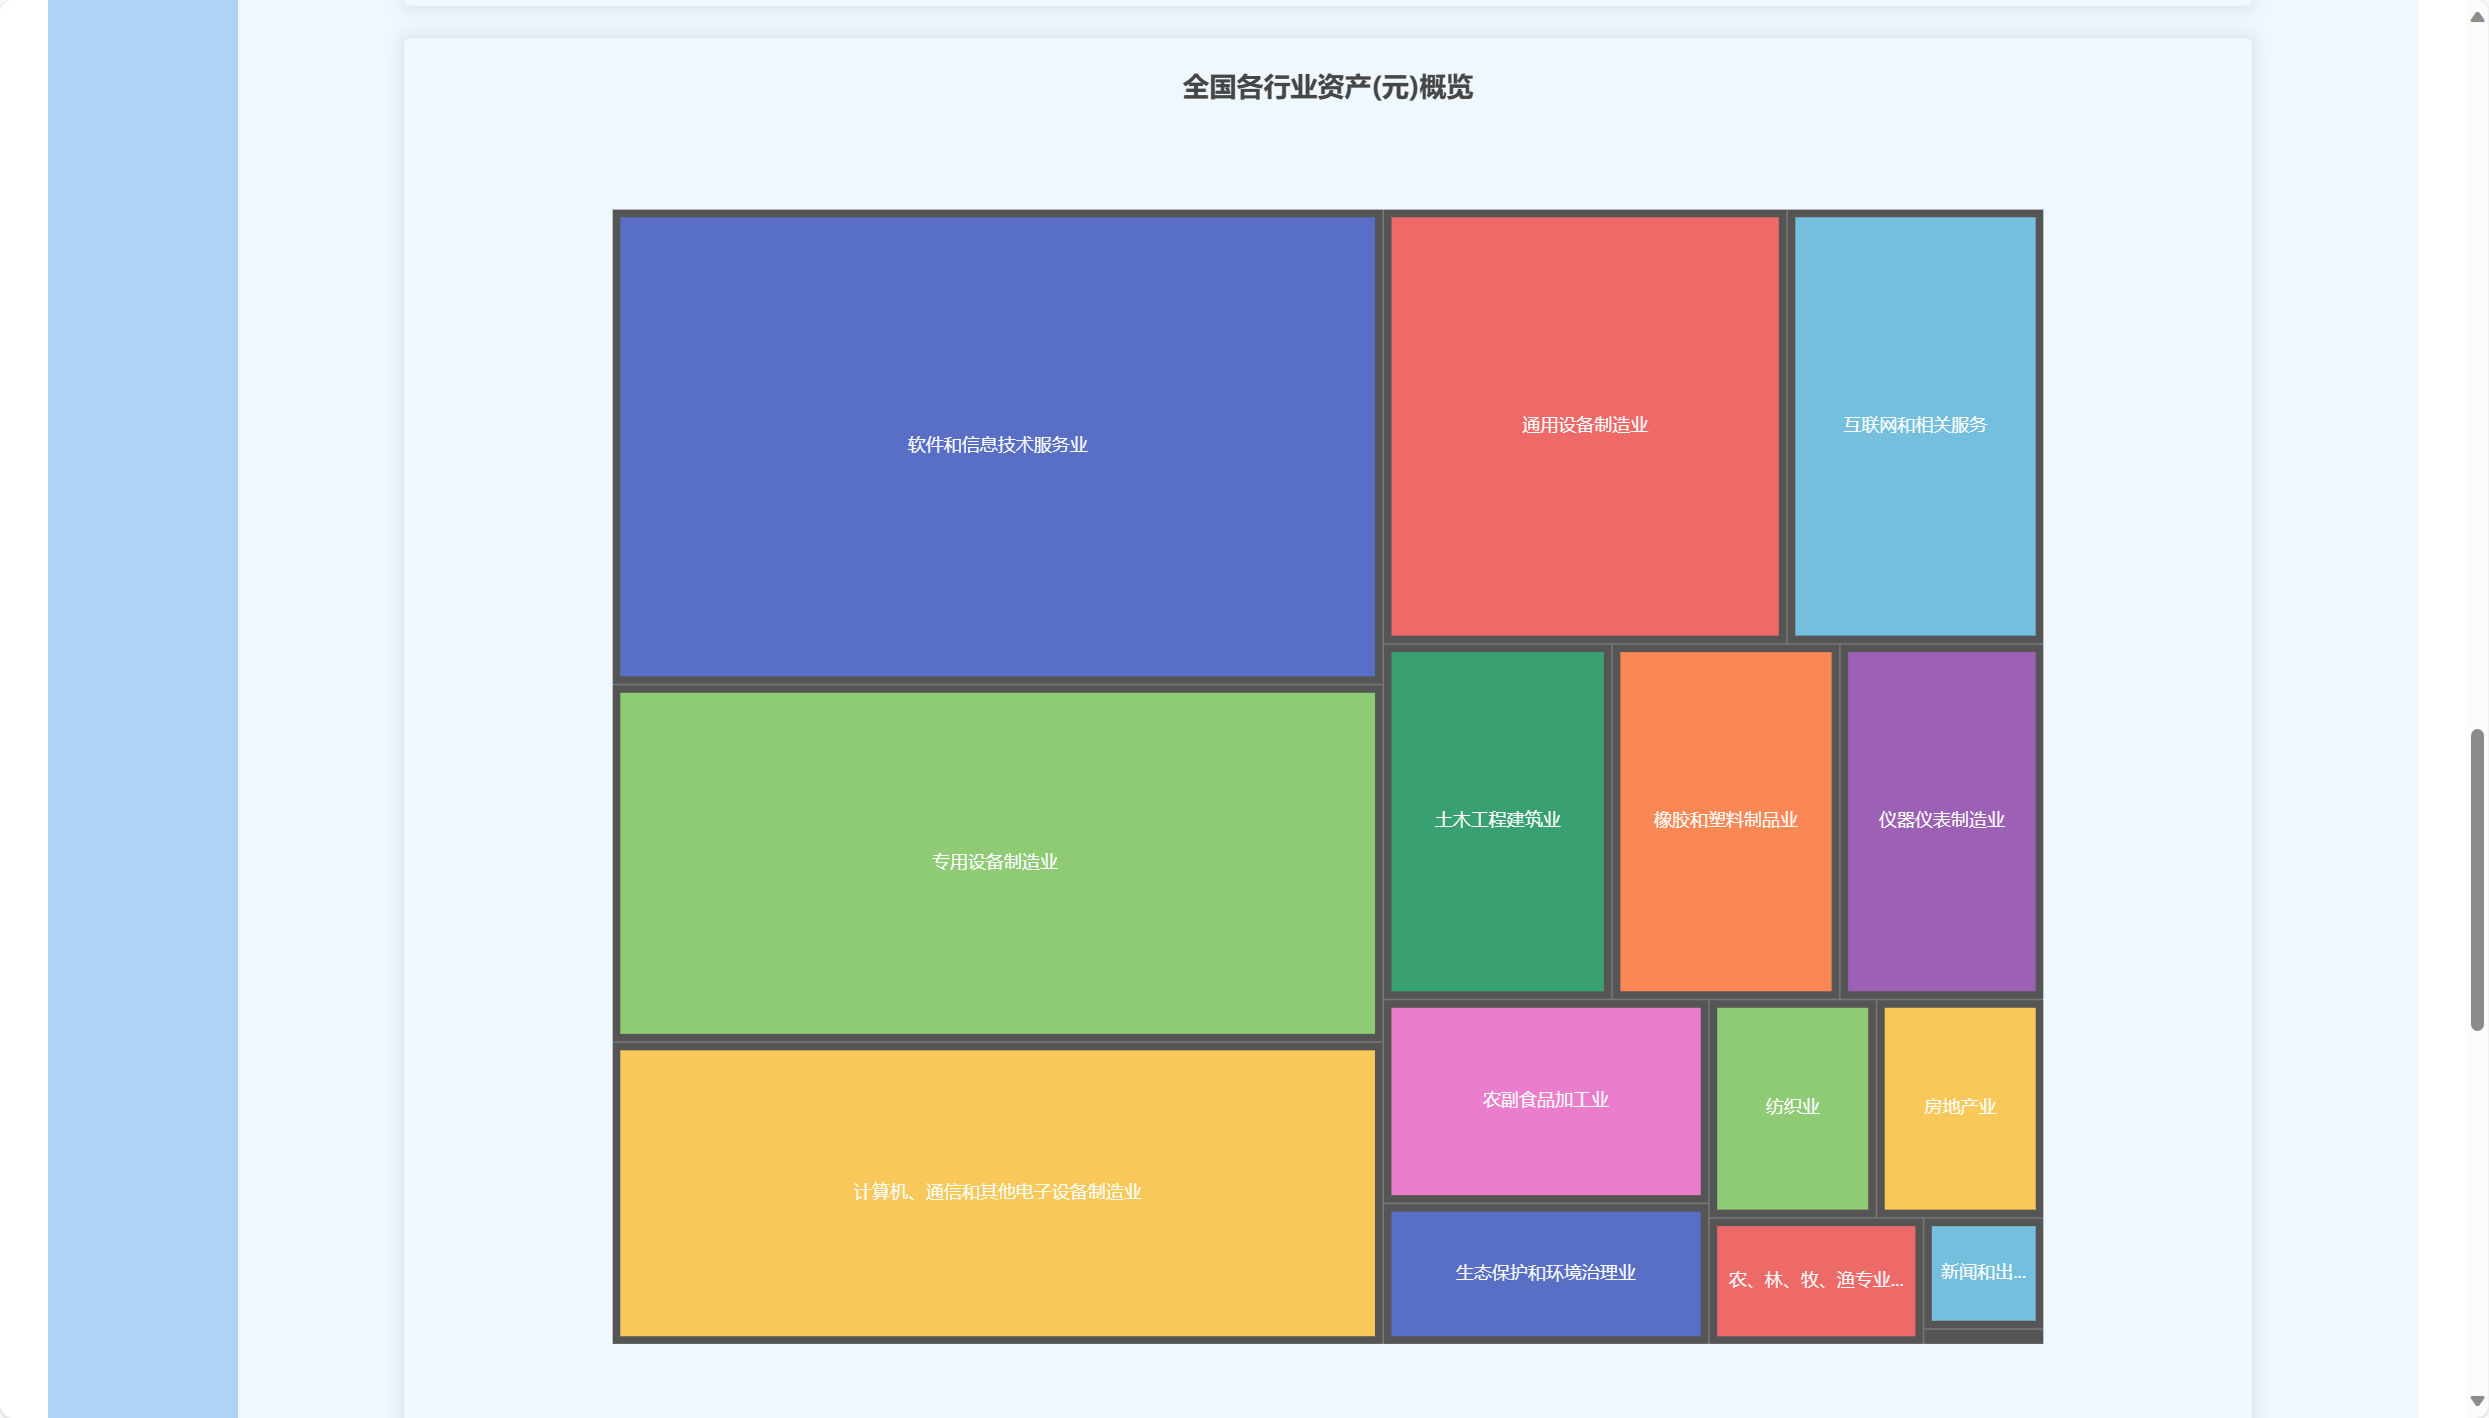 全国各行业资产(元)概览
软件和信息技术服务业
通用设备制造业
互联网和相关服务
专用设备制造业
土木工程建筑业
橡胶和塑料制品业
仪器仪表制造业
计算机、通信和其他电子设备制造业
农副食品加工业
纺织业
房地产业
生态保护和环境治理业
农、林、牧、渔专业...
新闻和出...